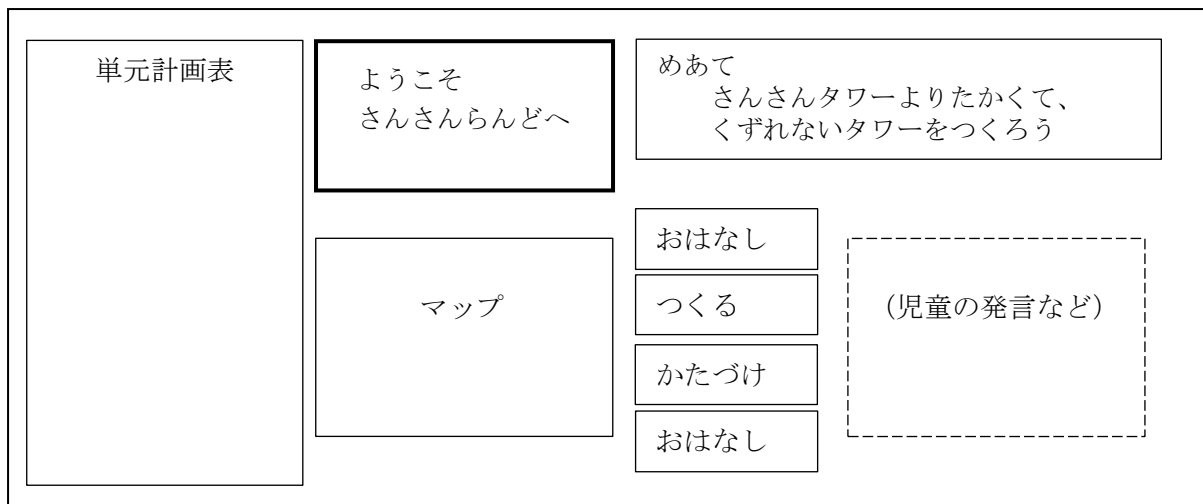 単元計画表
ようこそ
さんさんらんどへ
めあて
さんさんタワーよりたかくて、
くずれないタワーをつくろう
マップ
おはなし
つくる
かたづけ
おはなし
（児童の発言など）